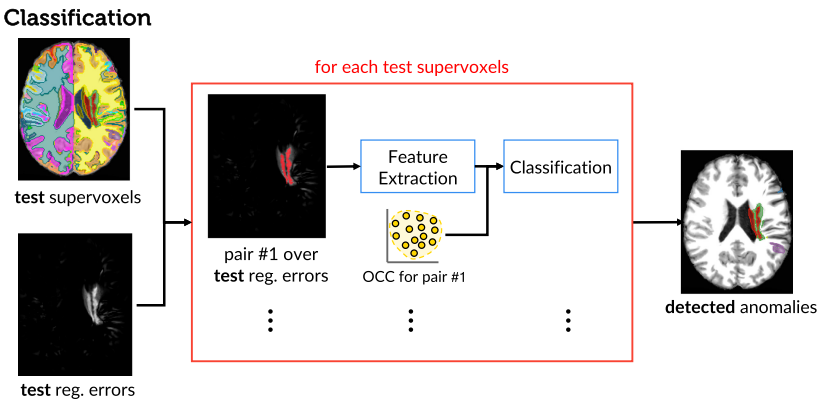 Classification
for each test supervoxels
test supervoxels
Feature
Extraction
Classification
pair #1 over
test reg. errors
OCC for pair #1
detected anomalies
test reg. errors